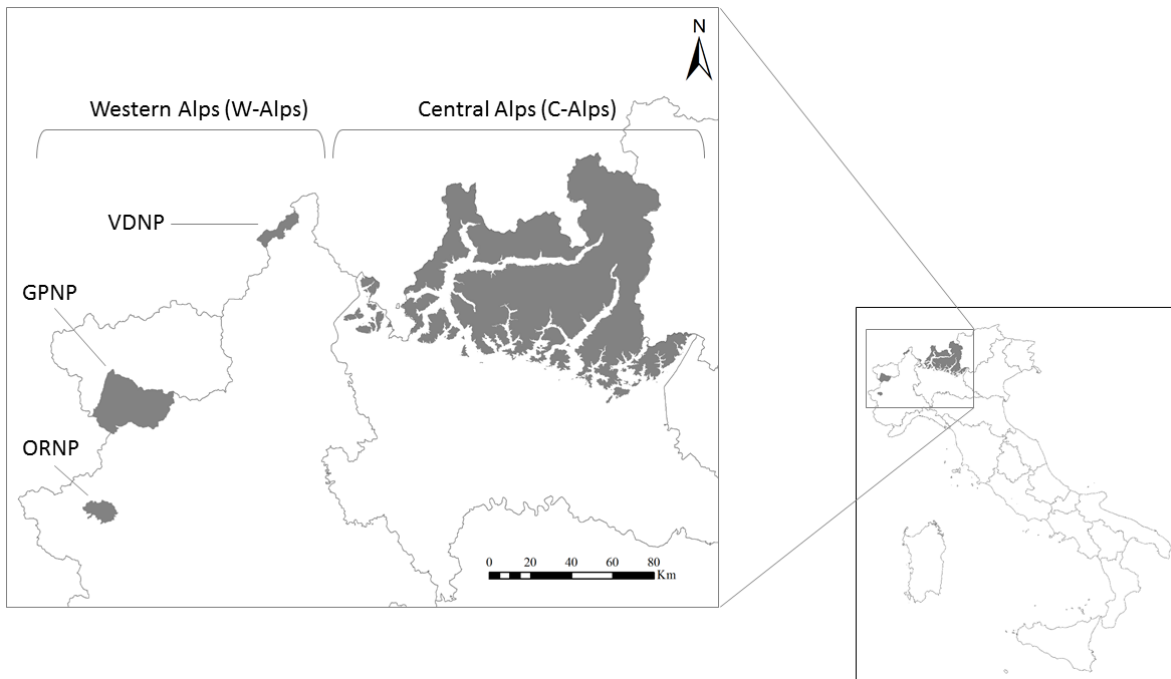 N
Western Alps (W-Alps)
Central Alps (C-Alps)
VDNP
GPNP
ORNP
0 20 40 60 80
Km